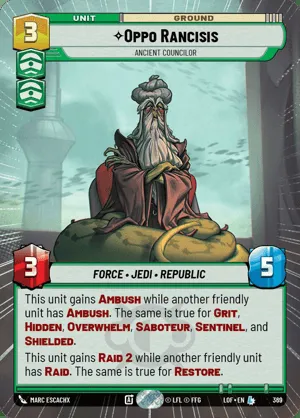 UNIT GROUND
3
✧OPPO RANCISIS
ANCIENT COUNCILOR
3
5
FORCE • JEDI • REPUBLIC
This unit gains AMBUSH while another friendly
unit has AMBUSH. The same is true for GRIT,
HIDDEN, OVERWHELM, SABOTEUR, SENTINEL, and
SHIELDED.
This unit gains RAID 2 while another friendly
unit has RAID. The same is true for RESTORE.
MARC ESCACHX
© LFL © FFG
LOF • EN
389